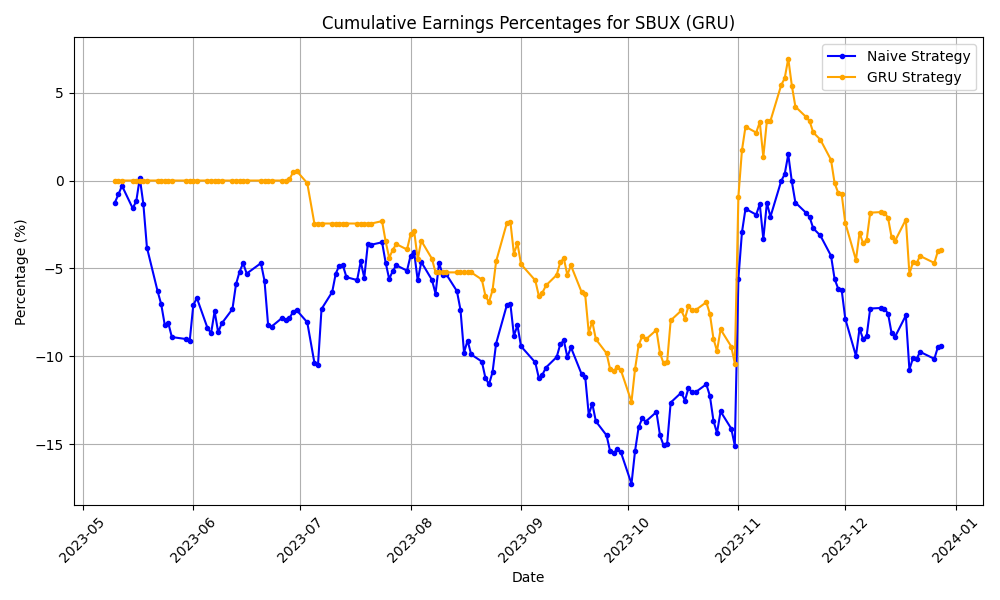 Cumulative Earnings Percentages for SBUX (GRU)
Naive Strategy
GRU Strategy
Percentage (%)
5
0
−5
−10
−15
2023-05
2023-06
2023-07
2023-08
2023-09
2023-10
2023-11
2023-12
2024-01
Date